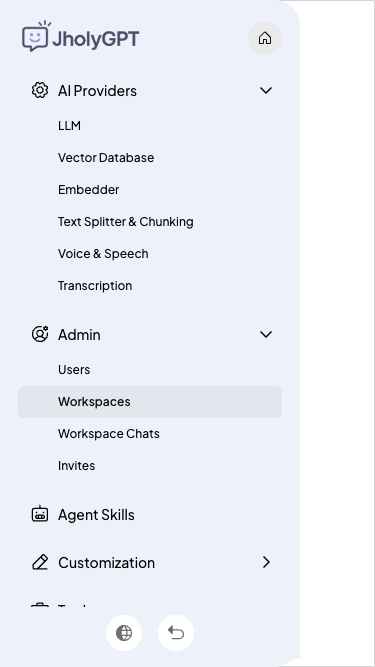 JholyGPT
AI Providers
LLM
Vector Database
Embedder
Text Splitter & Chunking
Voice & Speech
Transcription
Admin
Users
Workspaces
Workspace Chats
Invites
Agent Skills
Customization